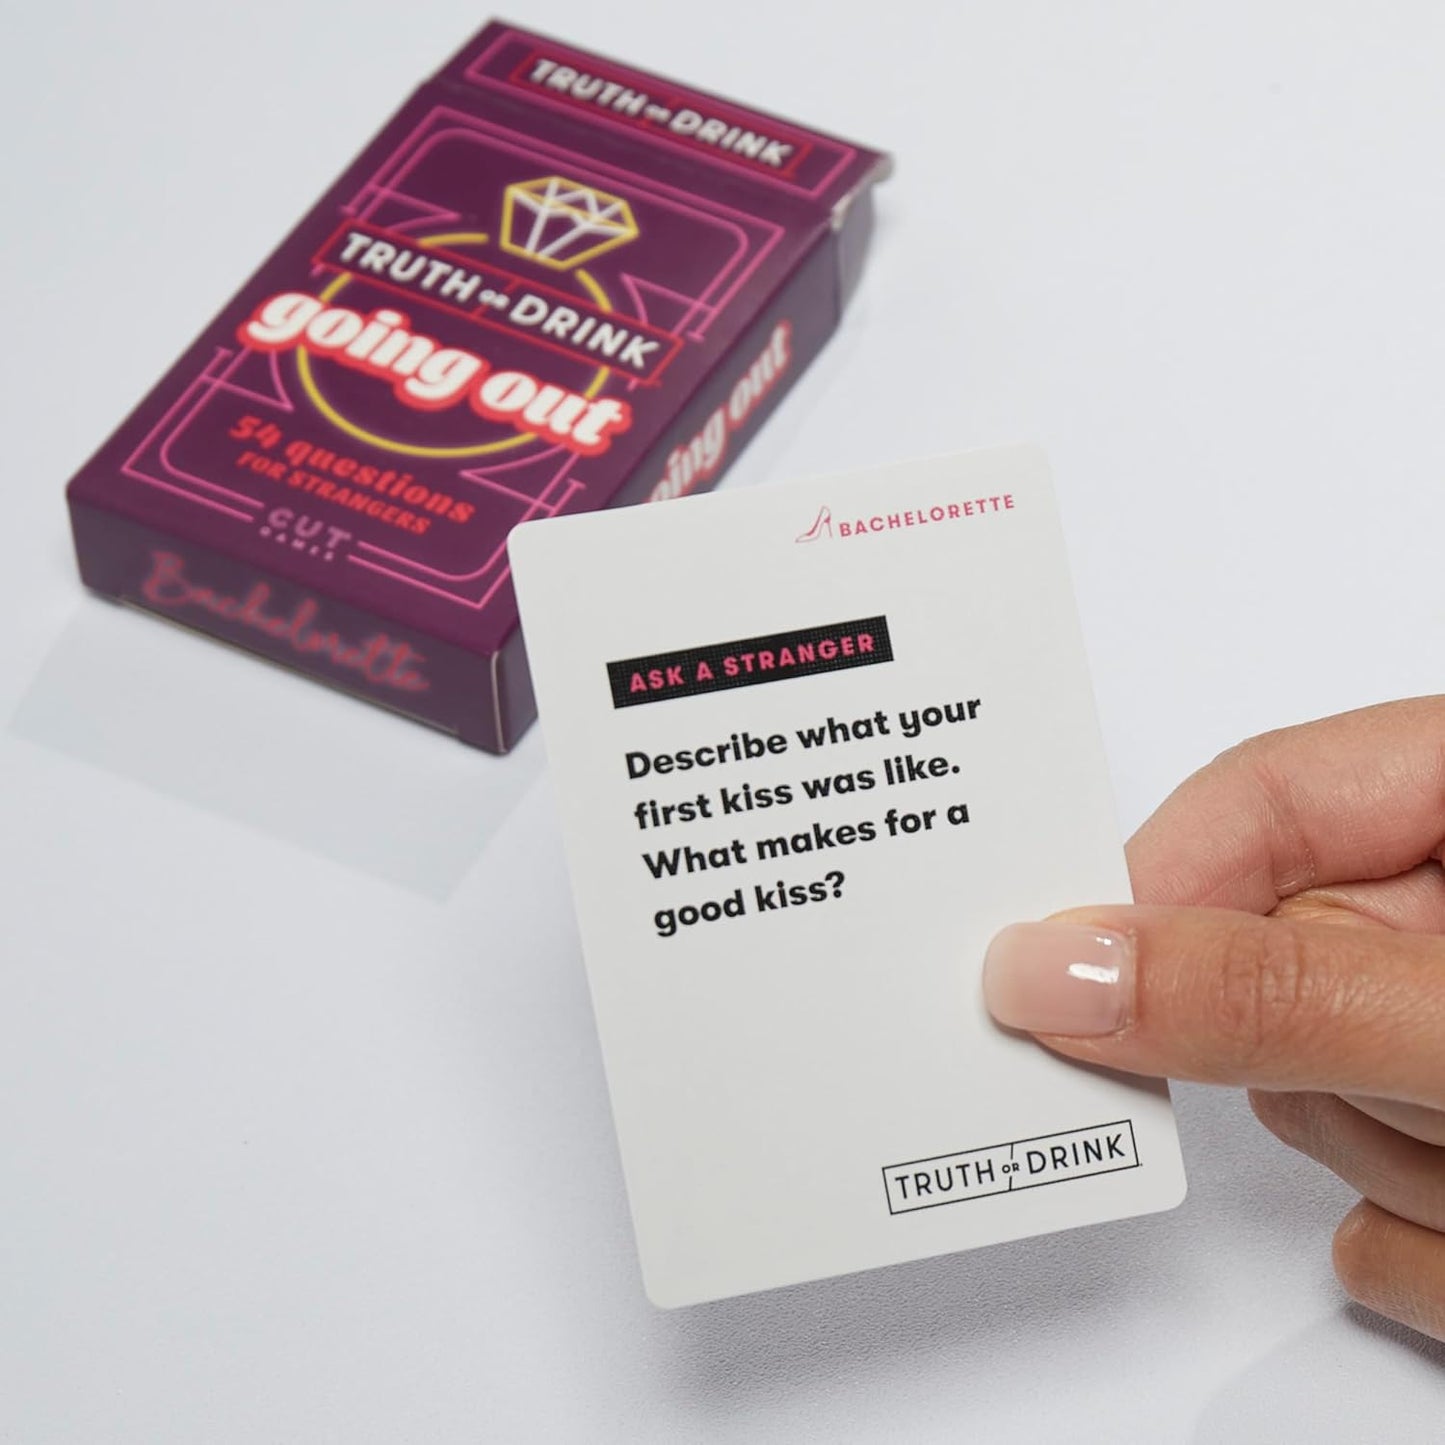 TRUTH OR DRINK
TRUTH OR DRINK
going out
54 questions
FOR STRANGERS
CUT
GAMES
Bachelorette
going out
BACHELORETTE
ASK A STRANGER
Describe what your
first kiss was like.
What makes for a
good kiss?
TRUTH OR DRINK